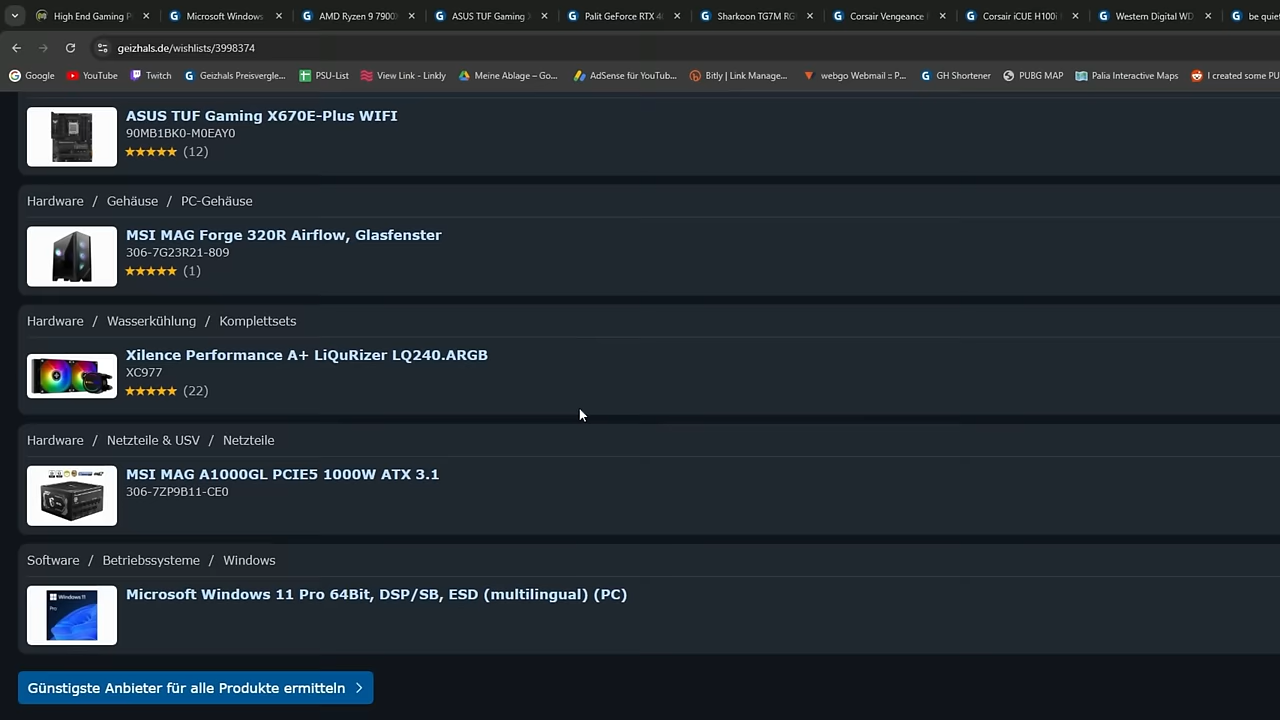 High End Gaming P
Microsoft Windows
AMD Ryzen 9 7900X
ASUS TUF Gaming X
Palit GeForce RTX 40
Sharkoon TG7M RG
Corsair Vengeance
Corsair iCUE H100i
Western Digital WD
be quiet
geizhals.de/wishlists/3998374
Google
YouTube
Twitch
Geizhals Preisvergle...
PSU-List
View Link - Linkly
Meine Ablage – Go...
AdSense für YouTub...
Bitly | Link Manage...
webgo Webmail :: P...
GH Shortener
PUBG MAP
Palia Interactive Maps
I created some PU
ASUS TUF Gaming X670E-Plus WIFI
90MB1BK0-M0EAY0
(12)
Hardware / Gehäuse / PC-Gehäuse
MSI MAG Forge 320R Airflow, Glasfenster
306-7G23R21-809
(1)
Hardware / Wasserkühlung / Komplettsets
Xilence Performance A+ LiQuRizer LQ240.ARGB
XC977
(22)
Hardware / Netzteile & USV / Netzteile
MSI MAG A1000GL PCIE5 1000W ATX 3.1
306-7ZP9B11-CE0
Software / Betriebssysteme / Windows
Windows 11
Pro
Microsoft Windows 11 Pro 64Bit, DSP/SB, ESD (multilingual) (PC)
Günstigste Anbieter für alle Produkte ermitteln